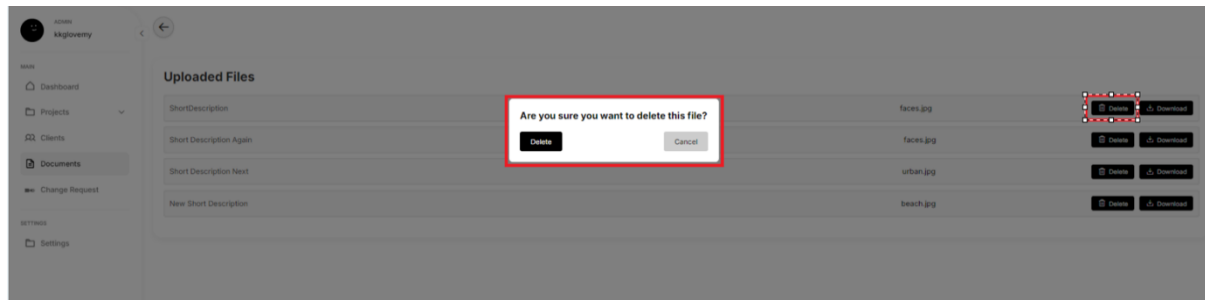 ADMIN
kkglovemy
MAIN
Dashboard
Projects
Clients
Documents
Change Request
SETTINGS
Settings
Uploaded Files
ShortDescription faces.jpg Delete Download
Short Description Again faces.jpg Delete Download
Short Description Next urban.jpg Delete Download
New Short Description beach.jpg Delete Download
Are you sure you want to delete this file?
Delete Cancel